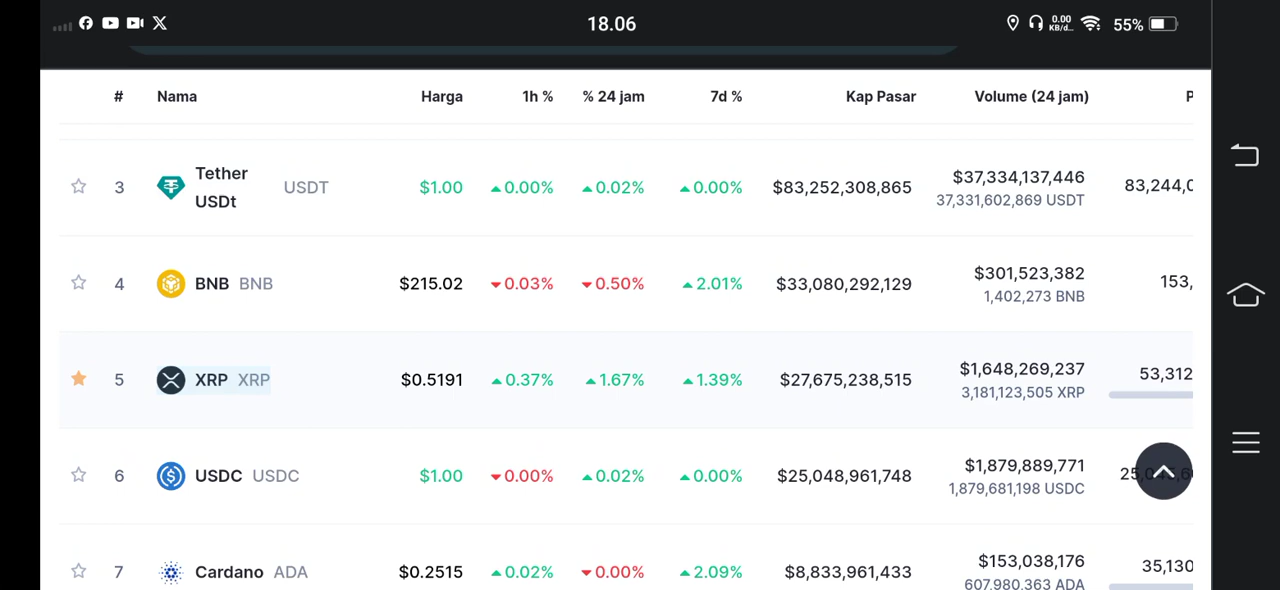 18.06 0.00 KB/d... 55%
# Nama Harga 1h % % 24 jam 7d % Kap Pasar Volume (24 jam) P
3 Tether USDt USDT $1.00 0.00% 0.02% 0.00% $83,252,308,865 $37,334,137,446 83,244,0
37,331,602,869 USDT
4 BNB BNB $215.02 0.03% 0.50% 2.01% $33,080,292,129 $301,523,382 153,
1,402,273 BNB
5 XRP XRP $0.5191 0.37% 1.67% 1.39% $27,675,238,515 $1,648,269,237 53,312
3,181,123,505 XRP
6 USDC USDC $1.00 0.00% 0.02% 0.00% $25,048,961,748 $1,879,889,771
1,879,681,198 USDC
7 Cardano ADA $0.2515 0.02% 0.00% 2.09% $8,833,961,433 $153,038,176 35,130
607,980,363 ADA